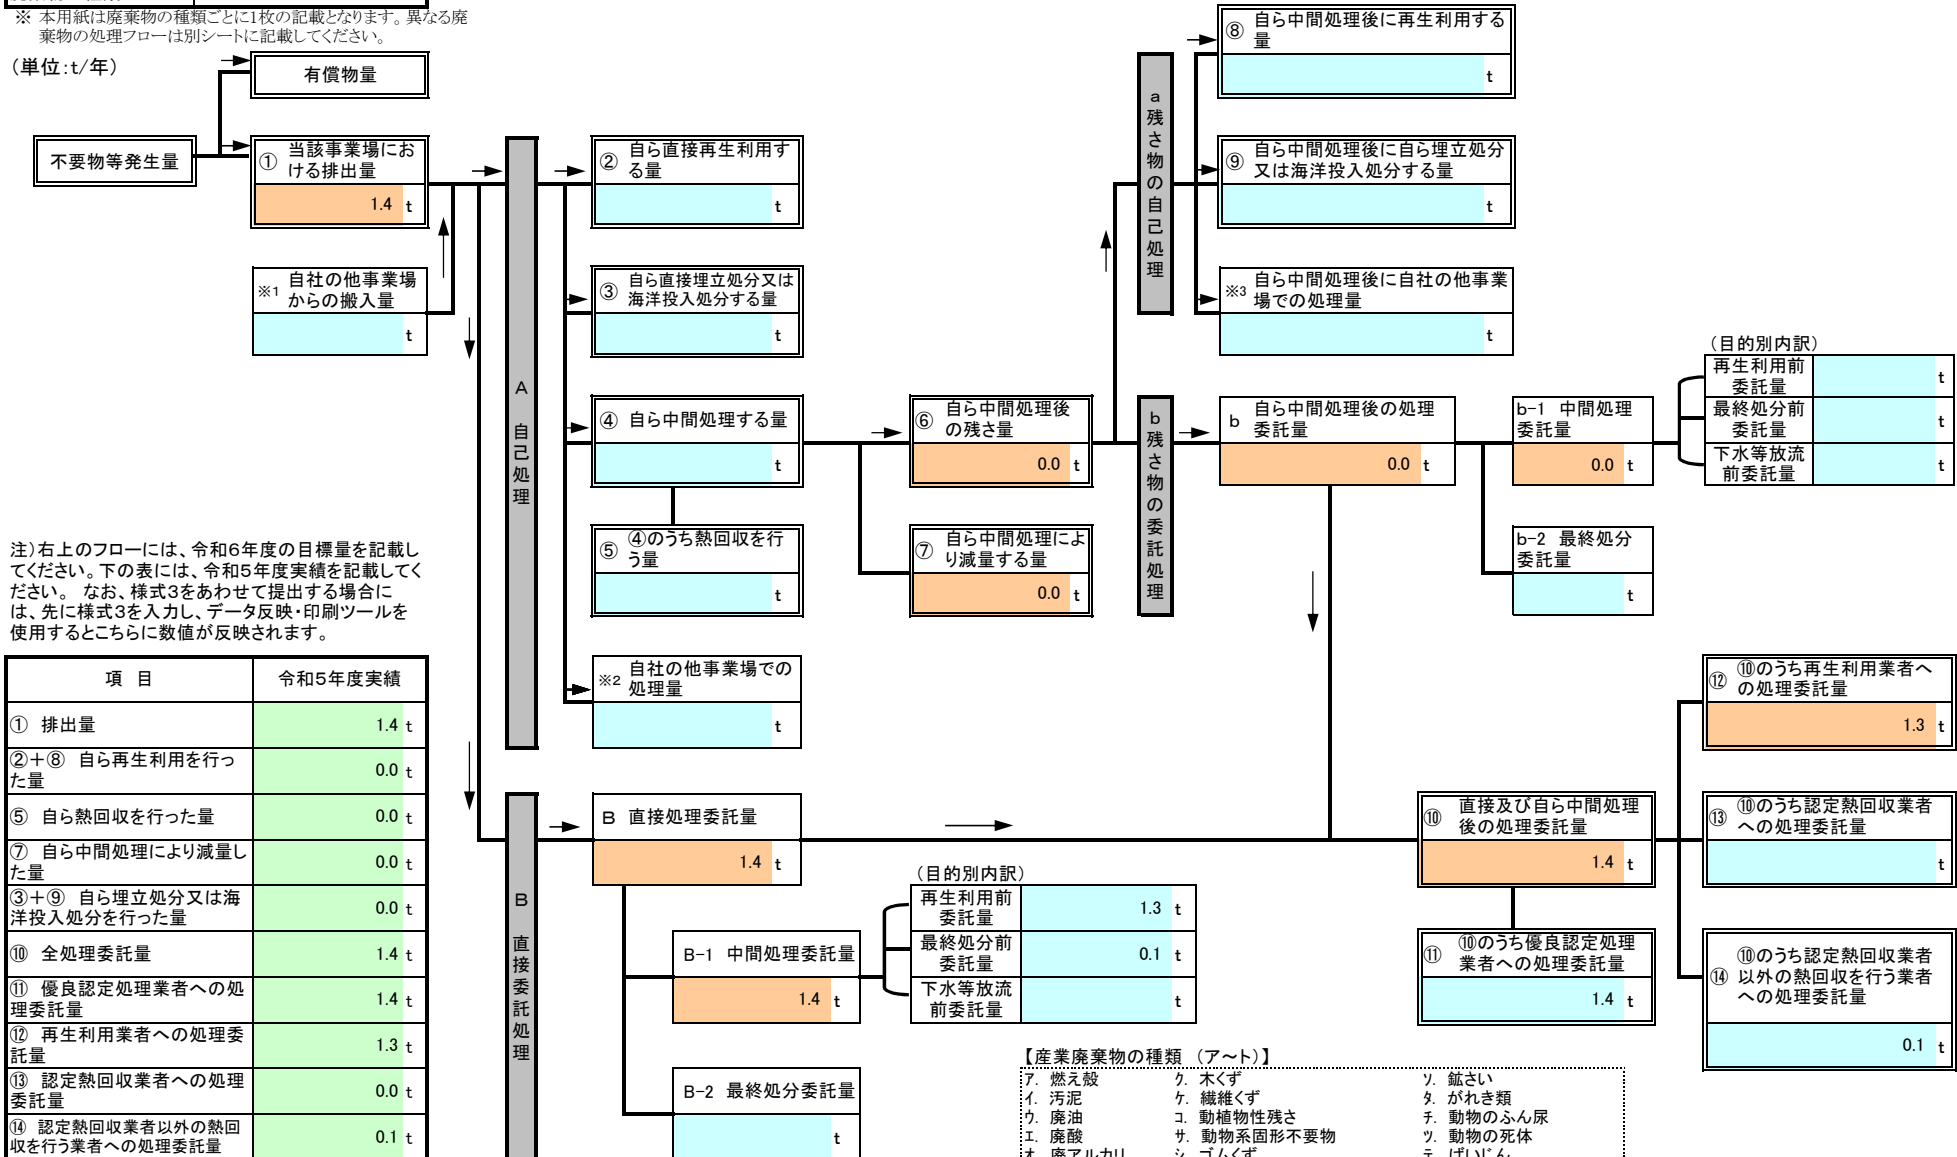 ※ 本用紙は廃棄物の種類ごとに1枚の記載となります。異なる廃
棄物の処理フローは別シートに記載してください。
（単位：t/年）
有償物量
不要物等発生量
① 当該事業場にお
ける排出量
1.4 t
※1 自社の他事業場
からの搬入量
t
A 自己処理
② 自ら直接再生利用す
る量
t
③ 自ら直接埋立処分又は
海洋投入処分する量
t
④ 自ら中間処理する量
t
⑤ ④のうち熱回収を行
う量
t
※2 自社の他事業場での
処理量
t
⑥ 自ら中間処理後
の残さ量
0.0 t
⑦ 自ら中間処理によ
り減量する量
0.0 t
a残さ物の自己処理
⑧ 自ら中間処理後に再生利用する
量
t
⑨ 自ら中間処理後に自ら埋立処分
又は海洋投入処分する量
t
※3 自ら中間処理後に自社の他事業
場での処理量
t
b残さ物の委託処理
b 自ら中間処理後の処理
委託量
0.0 t
b-1 中間処理
委託量
0.0 t
（目的別内訳）
再生利用前
委託量 t
最終処分前
委託量 t
下水等放流
前委託量 t
b-2 最終処分
委託量
t
注）右上のフローには、令和6年度の目標量を記載し
てください。下の表には、令和5年度実績を記載してく
ださい。 なお、様式3をあわせて提出する場合に
は、先に様式3を入力し、データ反映・印刷ツールを
使用するとこちらに数値が反映されます。
項 目 令和5年度実績
① 排出量 1.4 t
②＋⑧ 自ら再生利用を行っ
た量 0.0 t
⑤ 自ら熱回収を行った量 0.0 t
⑦ 自ら中間処理により減量し
た量 0.0 t
③＋⑨ 自ら埋立処分又は海
洋投入処分を行った量 0.0 t
⑩ 全処理委託量 1.4 t
⑪ 優良認定処理業者への処
理委託量 1.4 t
⑫ 再生利用業者への処理委
託量 1.3 t
⑬ 認定熱回収業者への処理
委託量 0.0 t
⑭ 認定熱回収業者以外の熱回
収を行う業者への処理委託量 0.1 t
B 直接委託処理
B 直接処理委託量
1.4 t
B-1 中間処理委託量
1.4 t
（目的別内訳）
再生利用前
委託量 1.3 t
最終処分前
委託量 0.1 t
下水等放流
前委託量 t
B-2 最終処分委託量
t
⑩ 直接及び自ら中間処理
後の処理委託量
1.4 t
⑪ ⑩のうち優良認定処理
業者への処理委託量
1.4 t
⑫ ⑩のうち再生利用業者へ
の処理委託量
1.3 t
⑬ ⑩のうち認定熱回収業者
への処理委託量
t
⑩のうち認定熱回収業者
⑭ 以外の熱回収を行う業者
への処理委託量
0.1 t
【産業廃棄物の種類 （ア～ト）】
ア. 燃え殻 ク. 木くず ソ. 鉱さい
イ. 汚泥 ケ. 繊維くず タ. がれき類
ウ. 廃油 コ. 動植物性残さ チ. 動物のふん尿
エ. 廃酸 サ. 動物系固形不要物 ツ. 動物の死体
オ. 廃アルカリ シ. ゴムくず テ. ばいじん